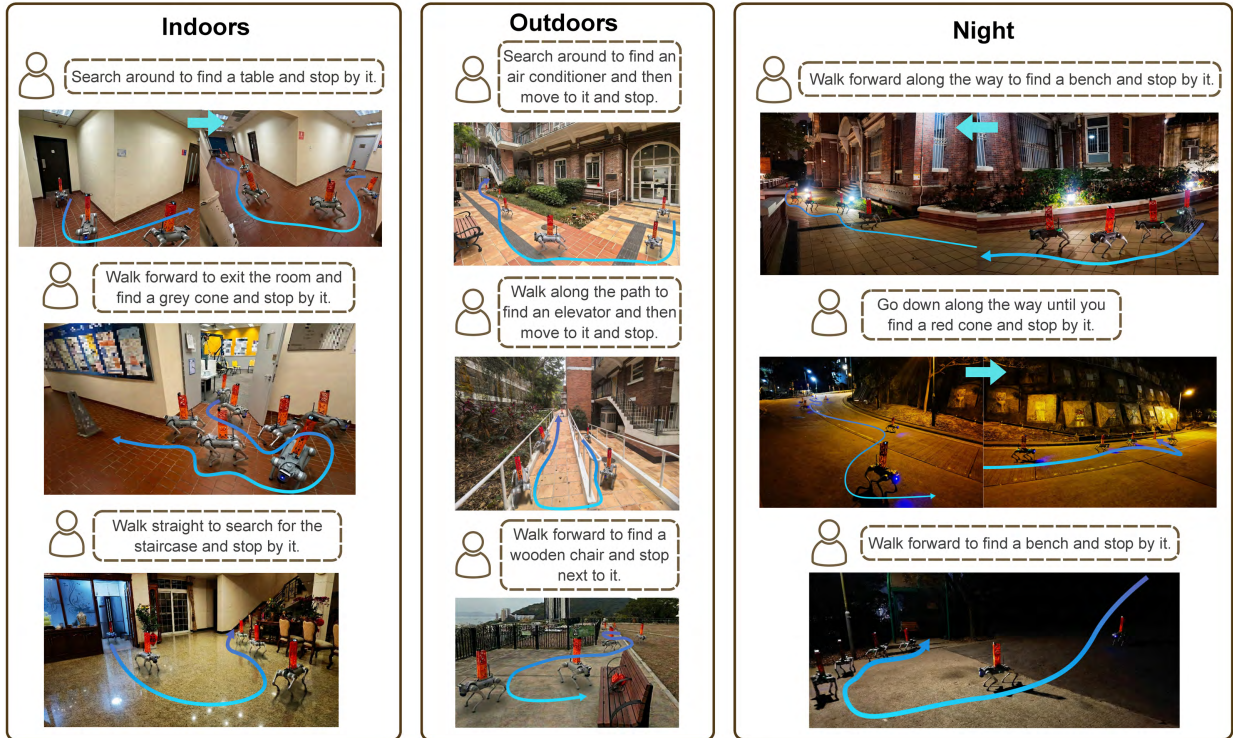 Indoors
Search around to find a table and stop by it.
Walk forward to exit the room and
find a grey cone and stop by it.
Walk straight to search for the
staircase and stop by it.
Outdoors
Search around to find an
air conditioner and then
move to it and stop.
Walk along the path to
find an elevator and then
move to it and stop.
Walk forward to find a
wooden chair and stop
next to it.
Night
Walk forward along the way to find a bench and stop by it.
Go down along the way until you
find a red cone and stop by it.
Walk forward to find a bench and stop by it.